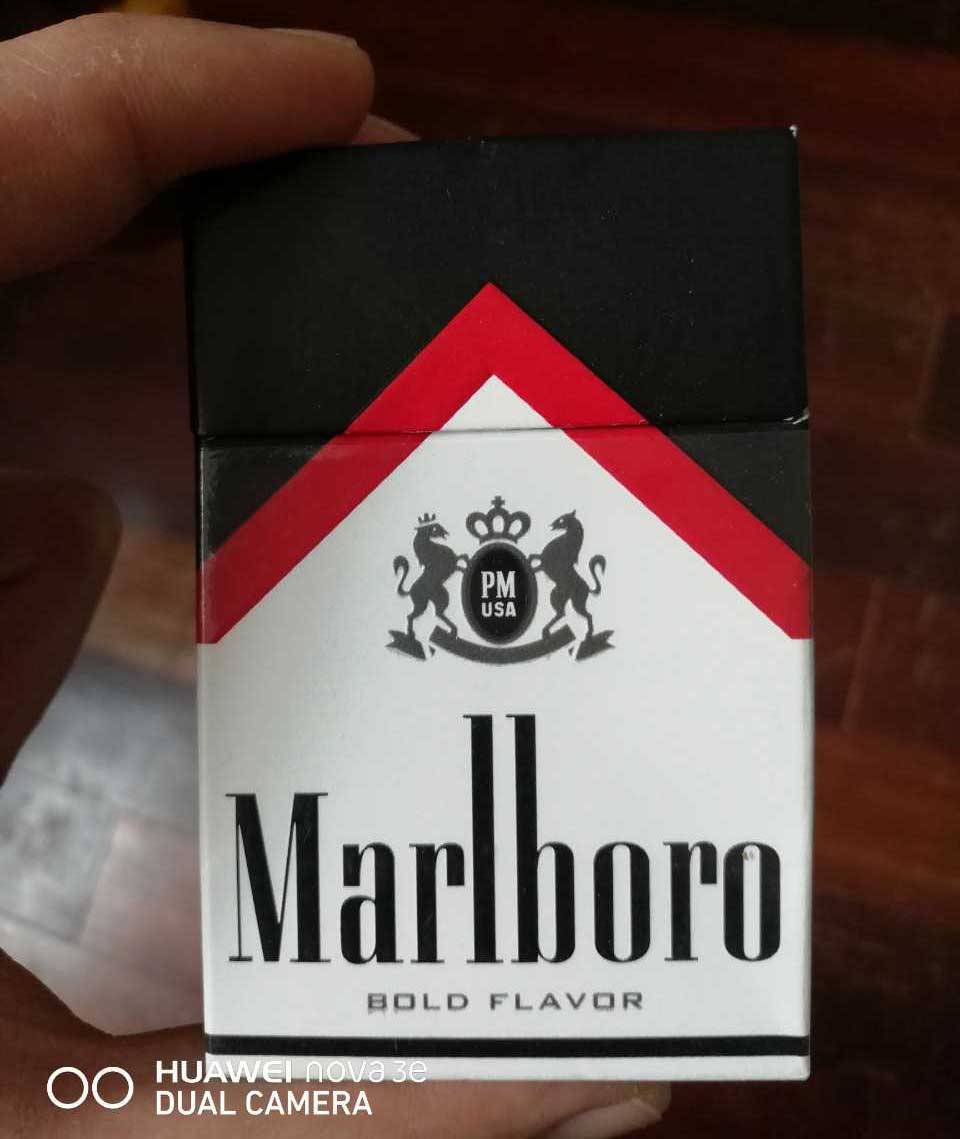 PM
USA
Marlboro
BOLD FLAVOR
HUAWEI nova 3e
DUAL CAMERA